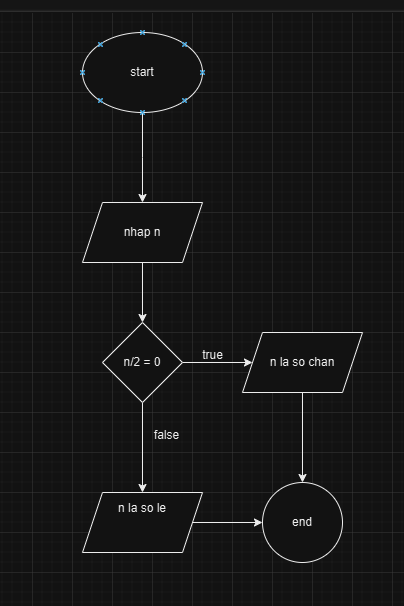 start
nhap n
n/2 = 0
true
n la so chan
false
n la so le
end